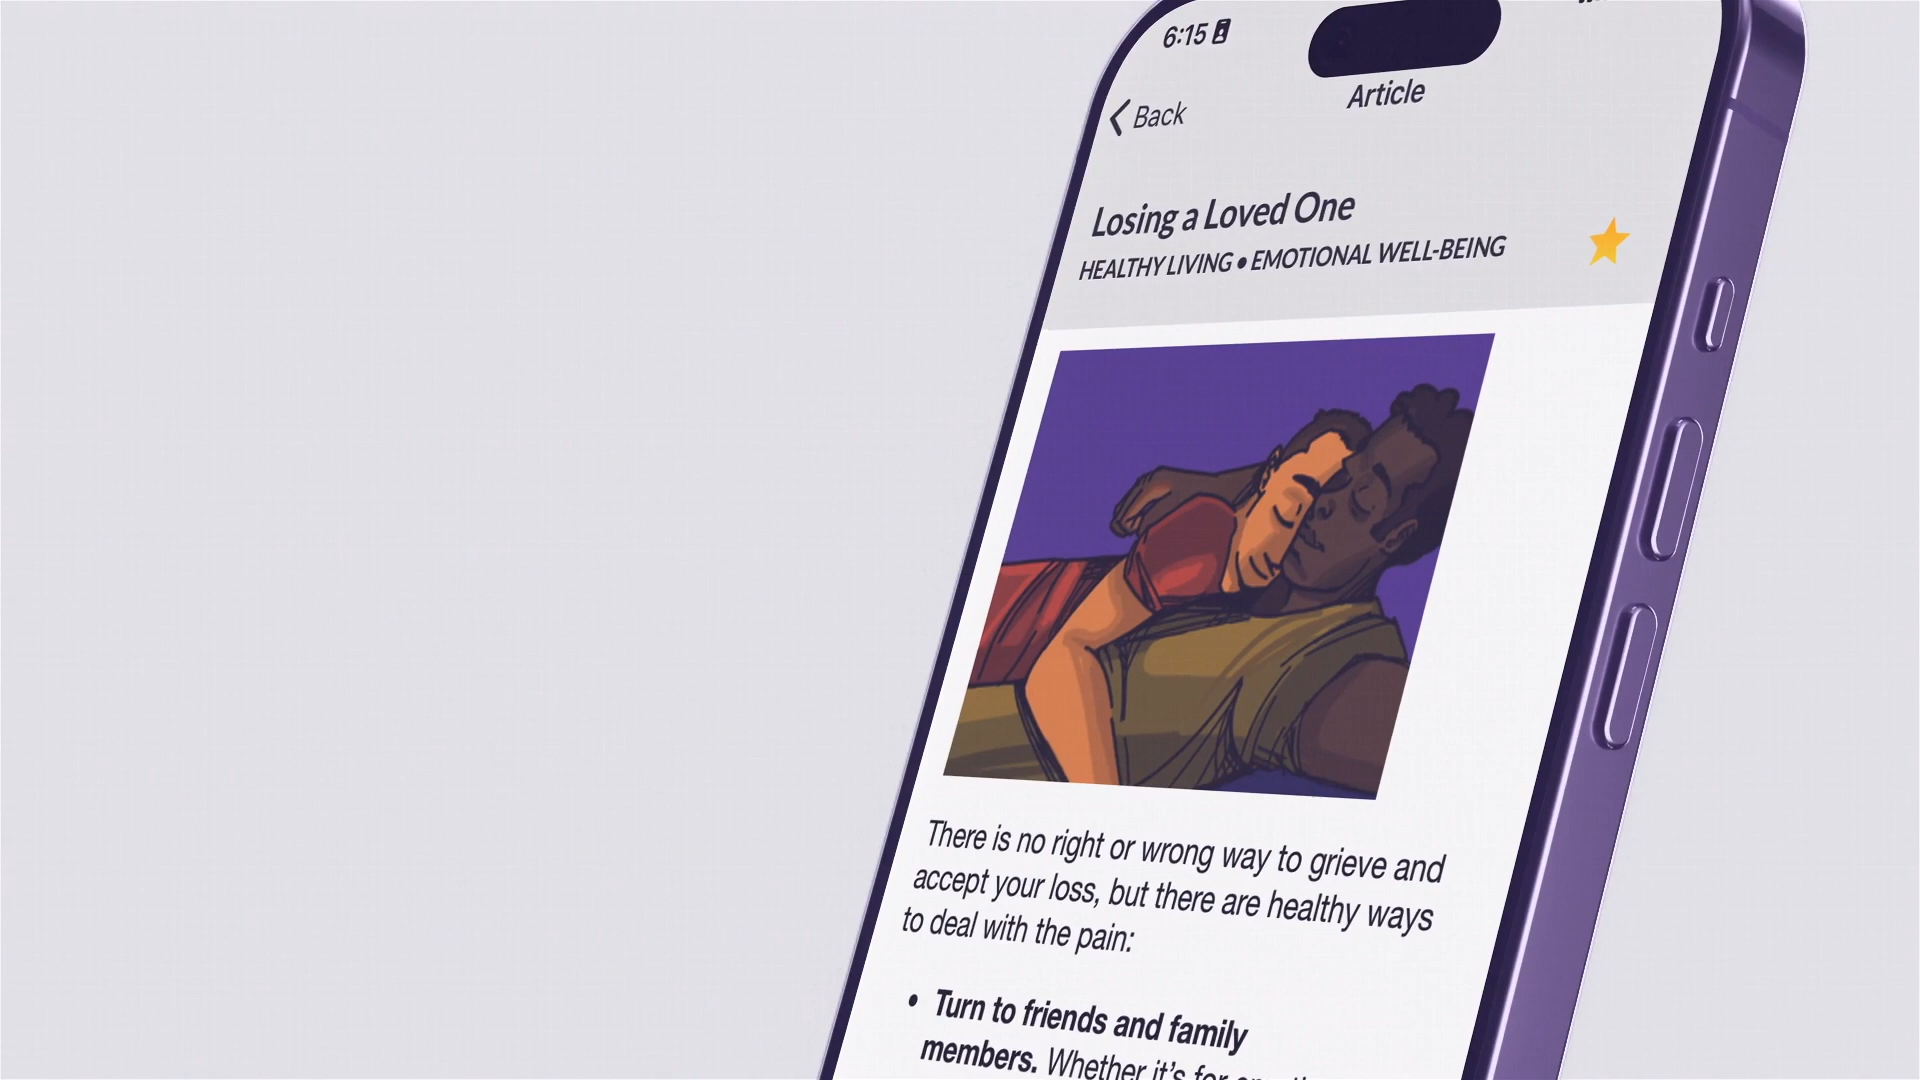 6:15
Back
Article
Losing a Loved One
HEALTHY LIVING • EMOTIONAL WELL-BEING
There is no right or wrong way to grieve and
accept your loss, but there are healthy ways
to deal with the pain:
• Turn to friends and family
members. Whether it's for